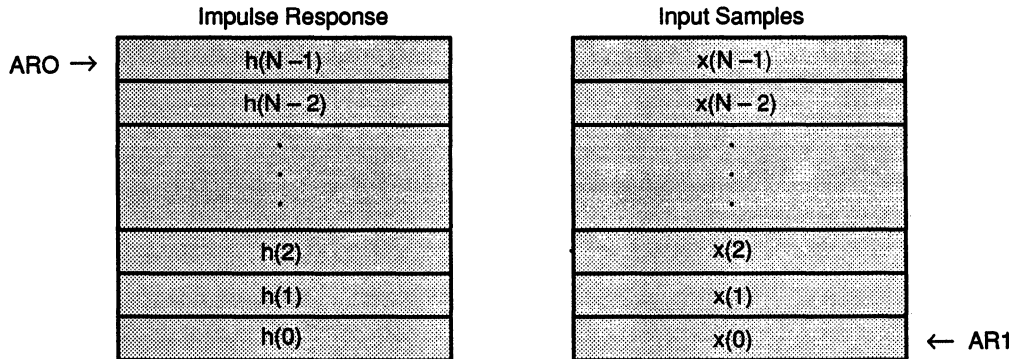 Impulse Response Input Samples
ARO → h(N – 1) x(N – 1)
h(N – 2) x(N – 2)
. .
. .
. .
h(2) x(2)
h(1) x(1)
h(0) x(0) ← AR1